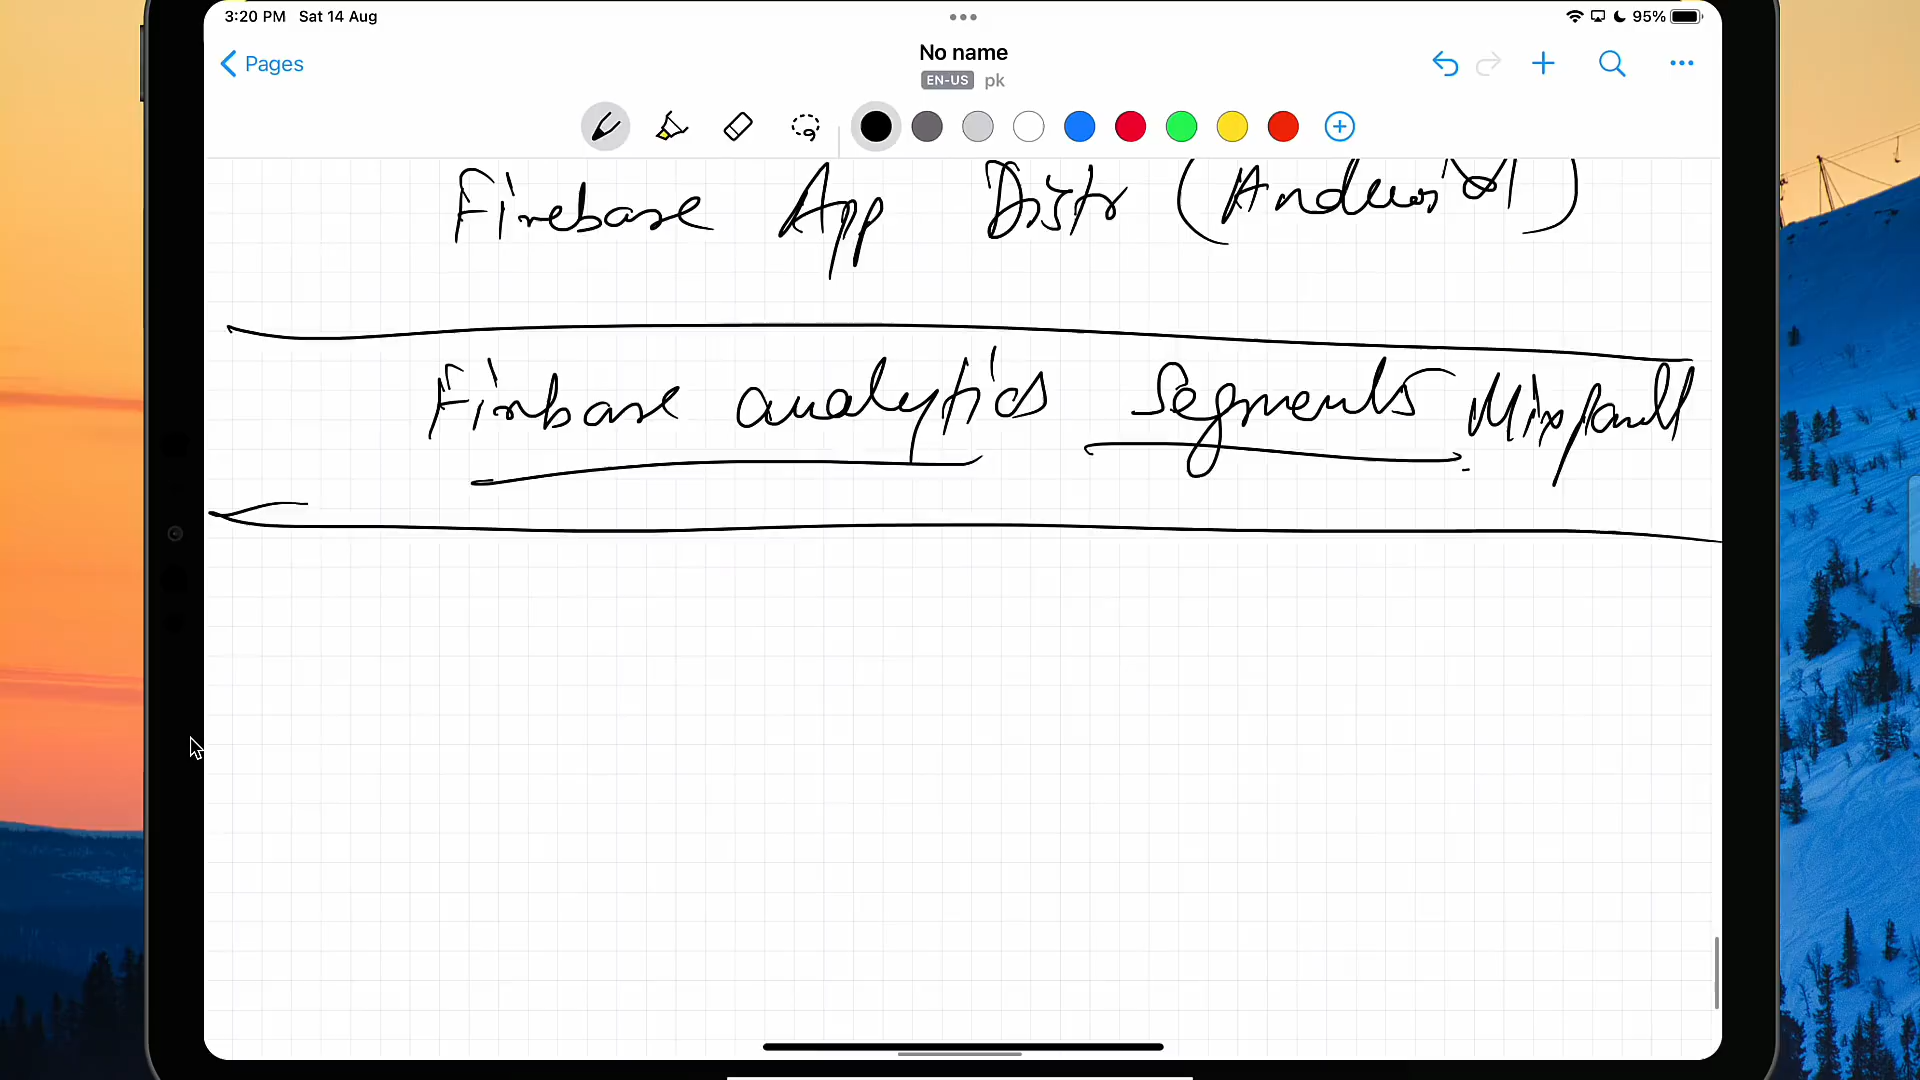 3:20 PM Sat 14 Aug
95%
Pages
No name
EN-US pk
Firebase App Distr (Android)
Firebase analytics Segments Mixpanel